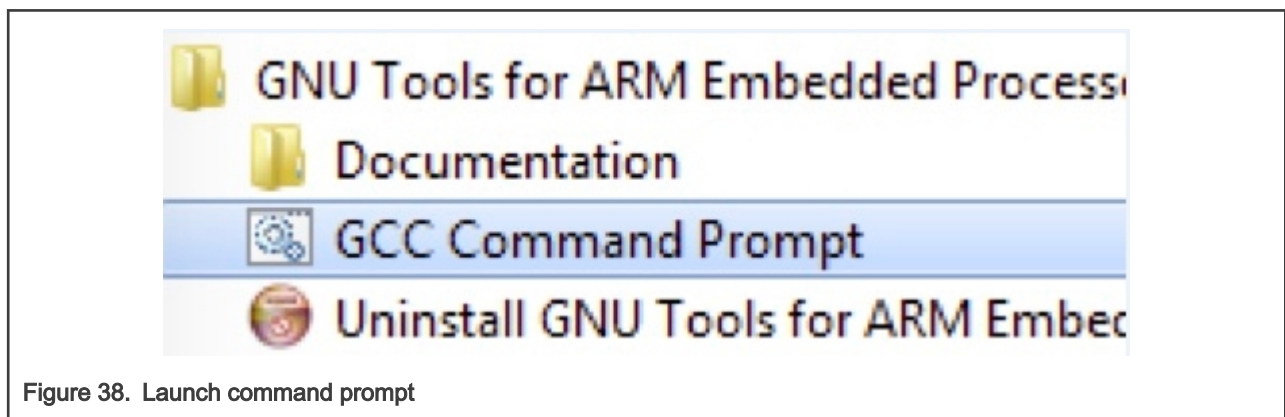 GNU Tools for ARM Embedded Process
Documentation
GCC Command Prompt
Uninstall GNU Tools for ARM Embed
Figure 38. Launch command prompt